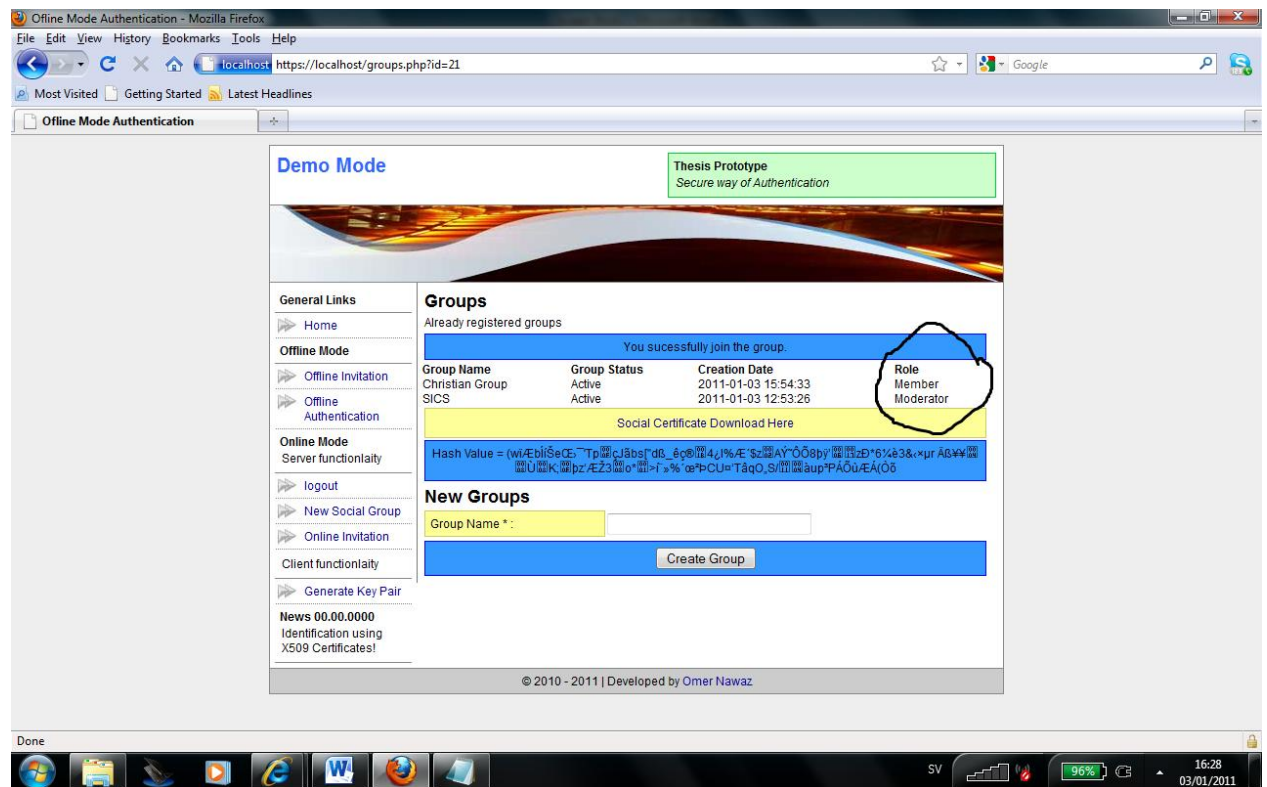 Ofline Mode Authentication - Mozilla Firefox
File Edit View History Bookmarks Tools Help
localhost https://localhost/groups.php?id=21
Google
Most Visited Getting Started Latest Headlines
Ofline Mode Authentication
Demo Mode
Thesis Prototype
Secure way of Authentication
General Links
Home
Offline Mode
Offline Invitation
Offline
Authentication
Online Mode
Server functionlaity
logout
New Social Group
Online Invitation
Client functionlaity
Generate Key Pair
News 00.00.0000
Identification using
X509 Certificates!
Groups
Already registered groups
You sucessfully join the group.
Group Name Group Status Creation Date Role
Christian Group Active 2011-01-03 15:54:33 Member
SICS Active 2011-01-03 12:53:26 Moderator
Social Certificate Download Here
Hash Value =
New Groups
Group Name * :
Create Group
© 2010 - 2011 | Developed by Omer Nawaz
Done
SV 96% 16:28
03/01/2011